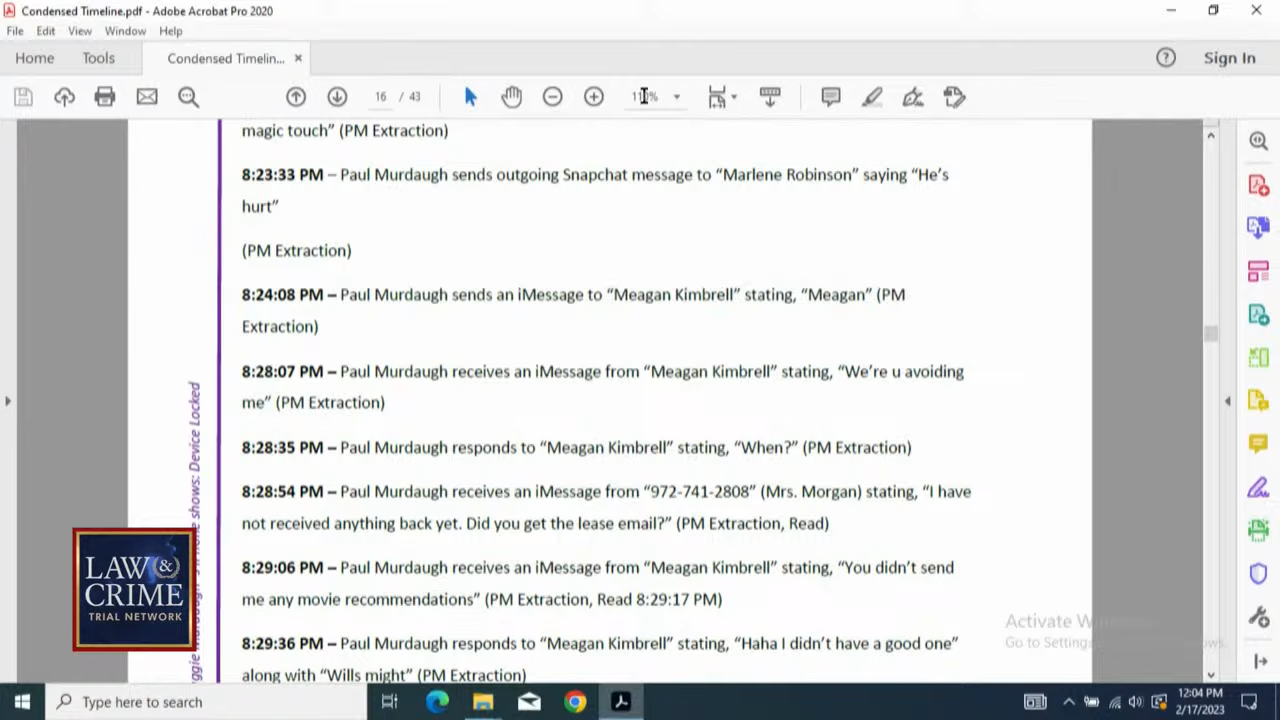 Condensed Timeline.pdf - Adobe Acrobat Pro 2020
File Edit View Window Help
Home Tools Condensed Timelin... × Sign In
16 / 43
magic touch” (PM Extraction)
8:23:33 PM – Paul Murdaugh sends outgoing Snapchat message to “Marlene Robinson” saying “He’s
hurt”
(PM Extraction)
8:24:08 PM – Paul Murdaugh sends an iMessage to “Meagan Kimbrell” stating, “Meagan” (PM
Extraction)
8:28:07 PM – Paul Murdaugh receives an iMessage from “Meagan Kimbrell” stating, “We’re u avoiding
me” (PM Extraction)
8:28:35 PM – Paul Murdaugh responds to “Meagan Kimbrell” stating, “When?” (PM Extraction)
8:28:54 PM – Paul Murdaugh receives an iMessage from “972-741-2808” (Mrs. Morgan) stating, “I have
not received anything back yet. Did you get the lease email?” (PM Extraction, Read)
8:29:06 PM – Paul Murdaugh receives an iMessage from “Meagan Kimbrell” stating, “You didn’t send
me any movie recommendations” (PM Extraction, Read 8:29:17 PM)
8:29:36 PM – Paul Murdaugh responds to “Meagan Kimbrell” stating, “Haha I didn’t have a good one”
along with “Wills might” (PM Extraction)
shows: Device Locked
LAW &
CRIME
TRIAL NETWORK
Activate
Go to Settings
Type here to search
12:04 PM
2/17/2023